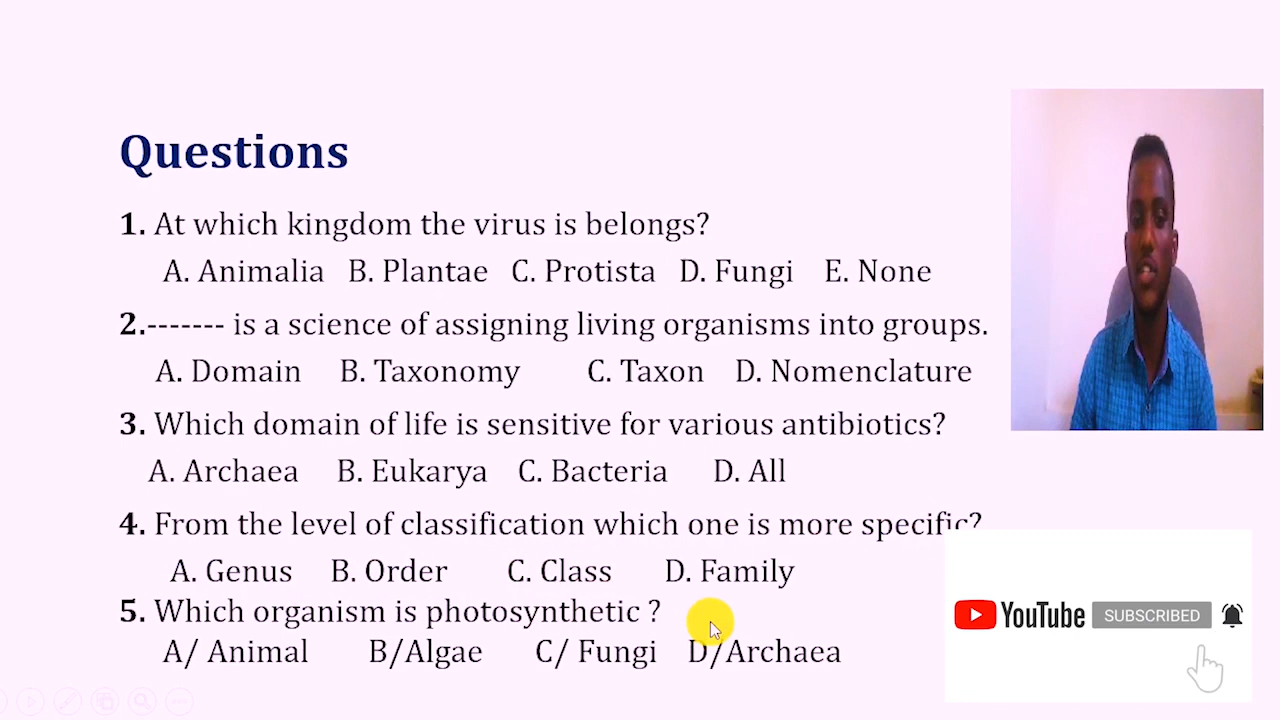 Questions
1. At which kingdom the virus is belongs?
A. Animalia B. Plantae C. Protista D. Fungi E. None
2.------- is a science of assigning living organisms into groups.
A. Domain B. Taxonomy C. Taxon D. Nomenclature
3. Which domain of life is sensitive for various antibiotics?
A. Archaea B. Eukarya C. Bacteria D. All
4. From the level of classification which one is more specific?
A. Genus B. Order C. Class D. Family
5. Which organism is photosynthetic ?
A/ Animal B/Algae C/ Fungi D/Archaea
YouTube SUBSCRIBED